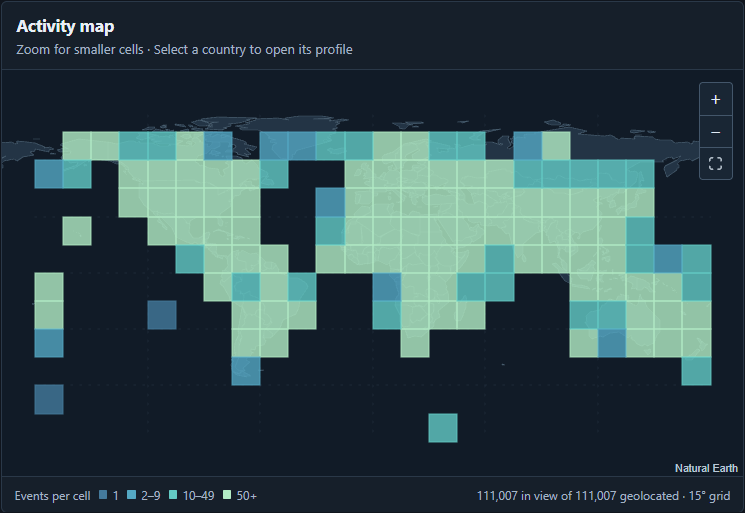 Activity map
Zoom for smaller cells · Select a country to open its profile
+
−
Natural Earth
Events per cell 1 2–9 10–49 50+
111,007 in view of 111,007 geolocated · 15° grid